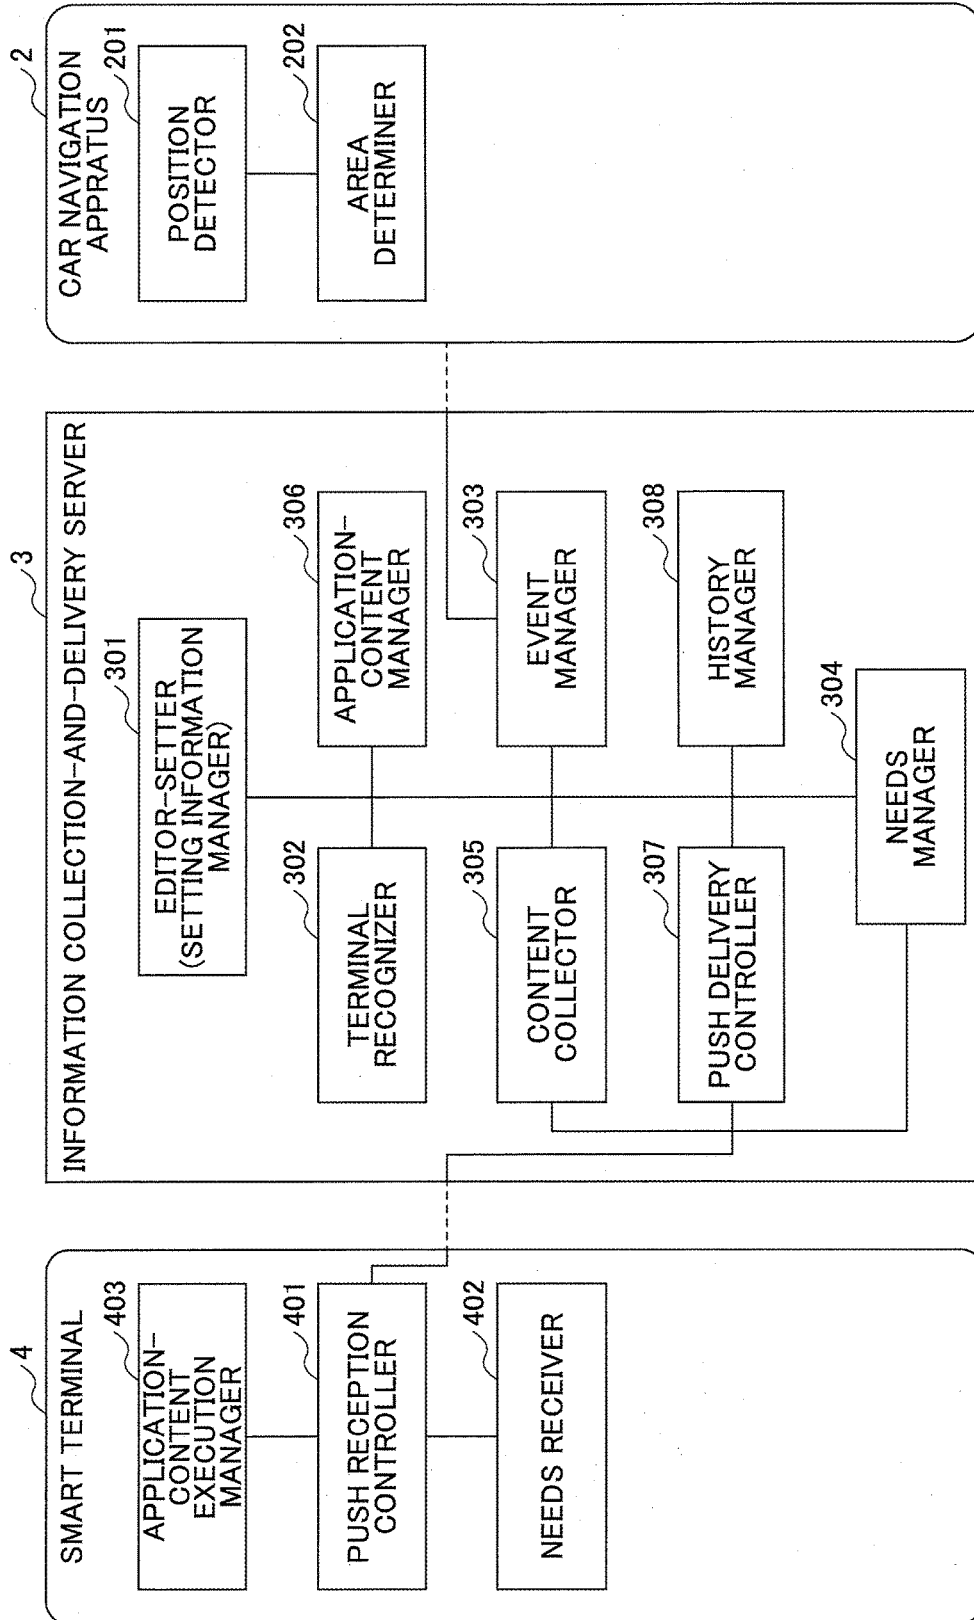 4
SMART TERMINAL
403
APPLICATION-
CONTENT
EXECUTION
MANAGER
401
PUSH RECEPTION
CONTROLLER
402
NEEDS RECEIVER
3
INFORMATION COLLECTION-AND-DELIVERY SERVER
301
EDITOR-SETTER
(SETTING INFORMATION
MANAGER)
302
TERMINAL
RECOGNIZER
306
APPLICATION-
CONTENT
MANAGER
305
CONTENT
COLLECTOR
303
EVENT
MANAGER
307
PUSH DELIVERY
CONTROLLER
308
HISTORY
MANAGER
304
NEEDS
MANAGER
2
CAR NAVIGATION
APPRATUS
201
POSITION
DETECTOR
202
AREA
DETERMINER